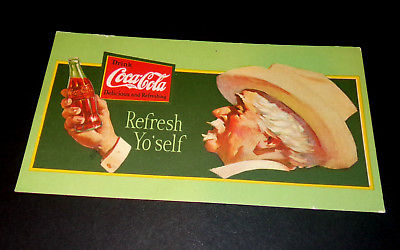 Drink
Coca-Cola
Delicious and Refreshing
Refresh
Yo'self